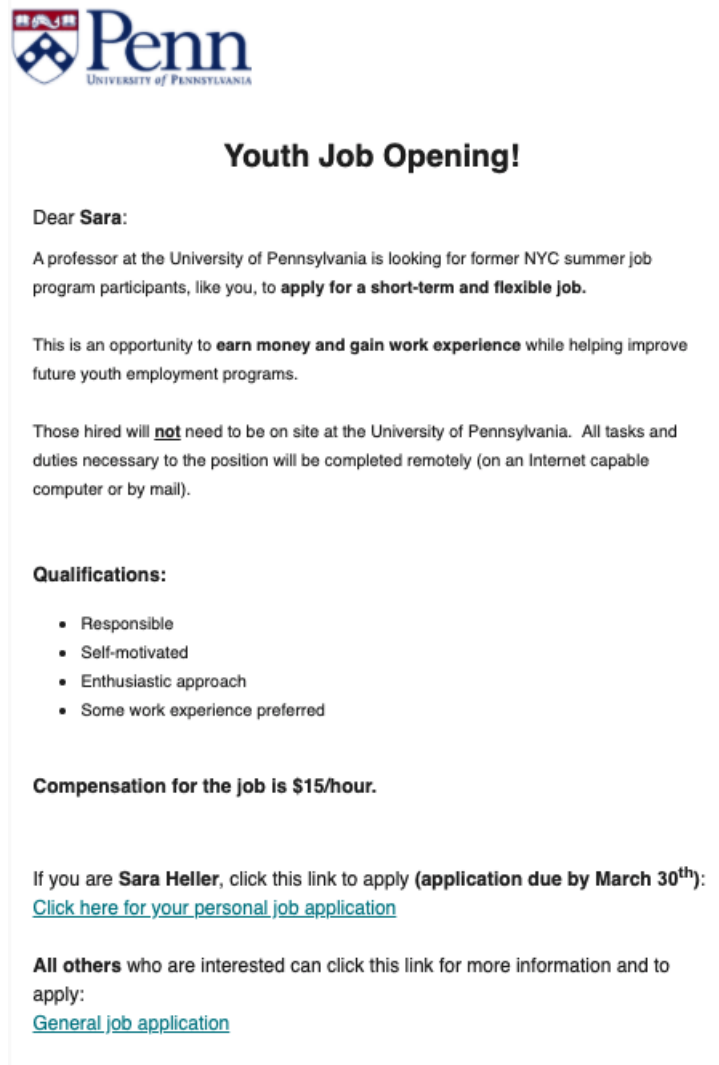 Penn
UNIVERSITY of PENNSYLVANIA
Youth Job Opening!
Dear Sara:
A professor at the University of Pennsylvania is looking for former NYC summer job
program participants, like you, to apply for a short-term and flexible job.
This is an opportunity to earn money and gain work experience while helping improve
future youth employment programs.
Those hired will not need to be on site at the University of Pennsylvania. All tasks and
duties necessary to the position will be completed remotely (on an Internet capable
computer or by mail).
Qualifications:
• Responsible
• Self-motivated
• Enthusiastic approach
• Some work experience preferred
Compensation for the job is $15/hour.
If you are Sara Heller, click this link to apply (application due by March 30th):
Click here for your personal job application
All others who are interested can click this link for more information and to
apply:
General job application